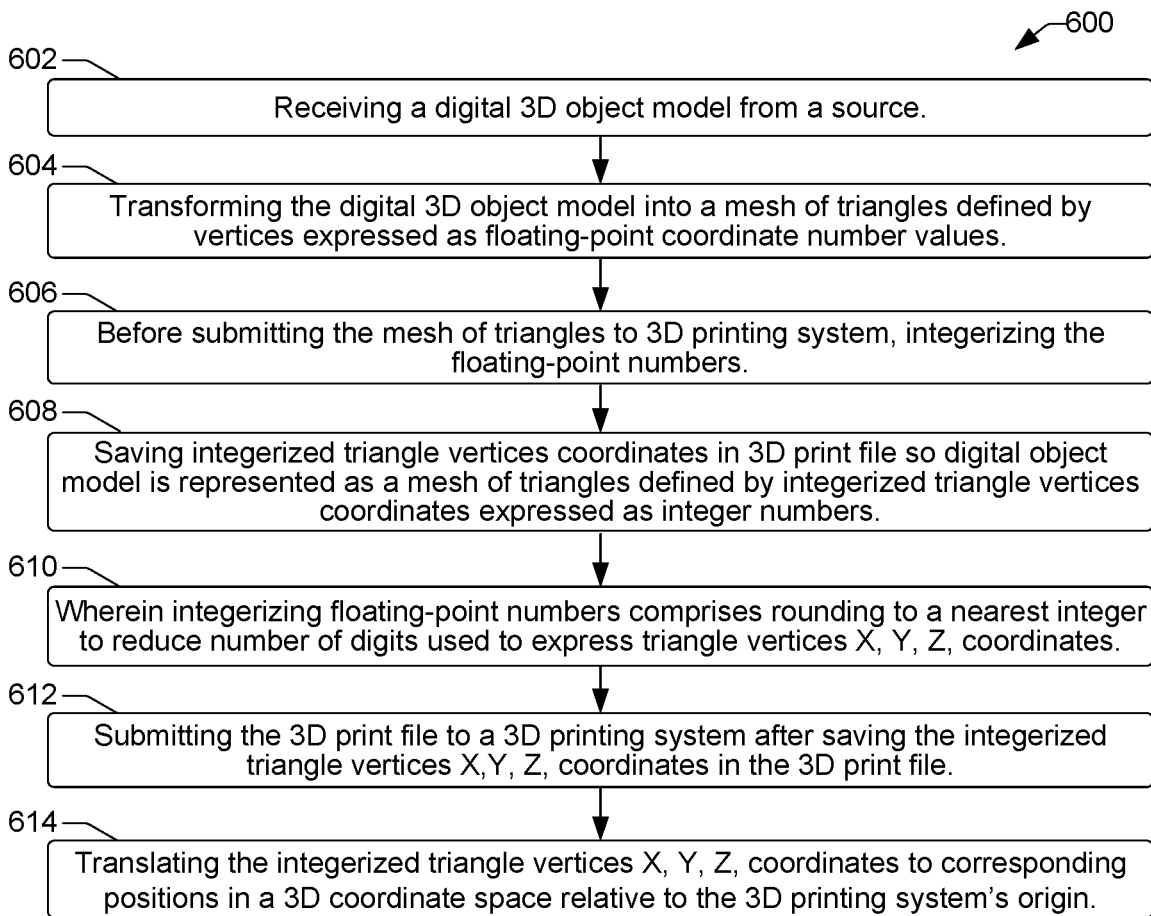 600
602
Receiving a digital 3D object model from a source.
604
Transforming the digital 3D object model into a mesh of triangles defined by
vertices expressed as floating-point coordinate number values.
606
Before submitting the mesh of triangles to 3D printing system, integerizing the
floating-point numbers.
608
Saving integerized triangle vertices coordinates in 3D print file so digital object
model is represented as a mesh of triangles defined by integerized triangle vertices
coordinates expressed as integer numbers.
610
Wherein integerizing floating-point numbers comprises rounding to a nearest integer
to reduce number of digits used to express triangle vertices X, Y, Z, coordinates.
612
Submitting the 3D print file to a 3D printing system after saving the integerized
triangle vertices X,Y, Z, coordinates in the 3D print file.
614
Translating the integerized triangle vertices X, Y, Z, coordinates to corresponding
positions in a 3D coordinate space relative to the 3D printing system’s origin.